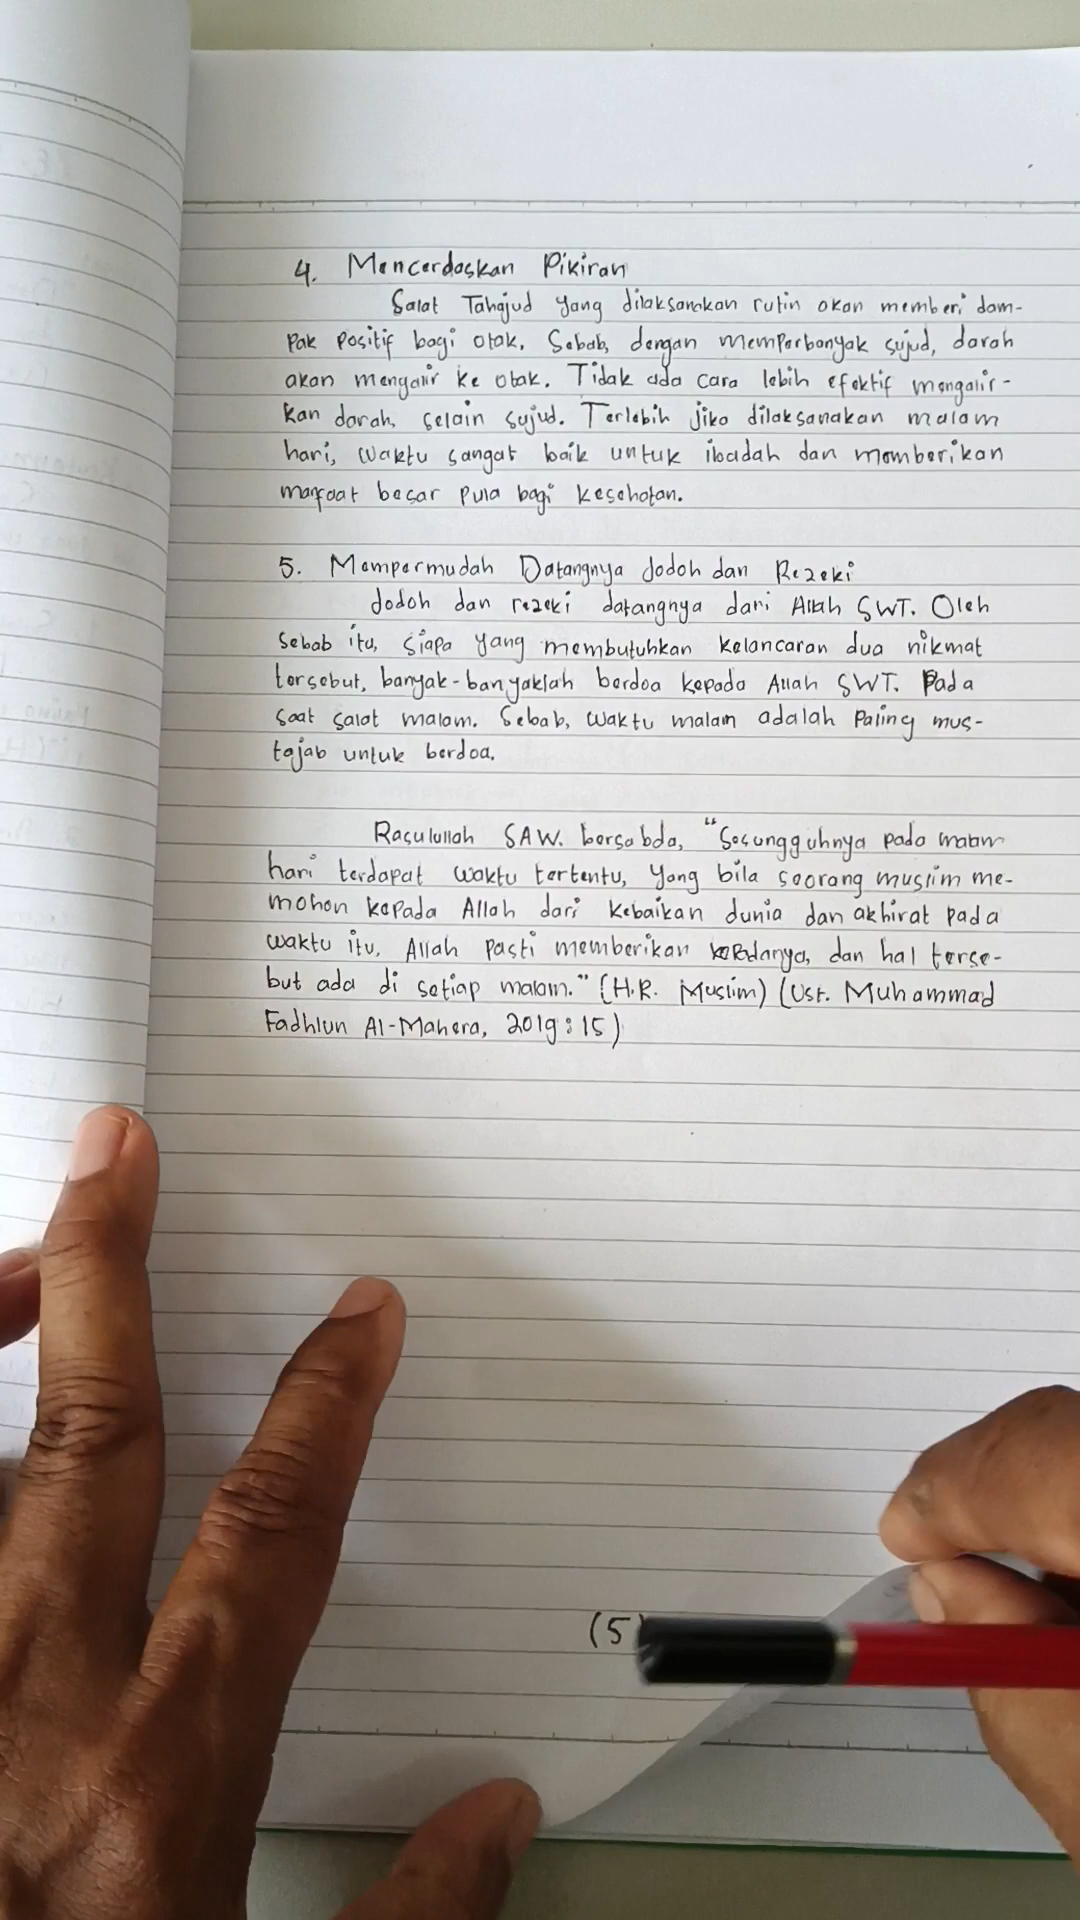 4. Mencerdaskan Pikiran
Salat Tahajud yang dilaksanakan rutin akan memberi dam-
pak positif bagi otak. Sebab, dengan memperbanyak sujud, darah
akan mengalir ke otak. Tidak ada cara lebih efektif mengalir-
kan darah, selain sujud. Terlebih jika dilaksanakan malam
hari, waktu sangat baik untuk ibadah dan memberikan
manfaat besar pula bagi kesehatan.
5. Mempermudah Datangnya Jodoh dan Rezeki
Jodoh dan rezeki datangnya dari Allah SWT. Oleh
sebab itu, siapa yang membutuhkan kelancaran dua nikmat
tersebut, banyak-banyaklah berdoa kepada Allah SWT. Pada
saat salat malam. Sebab, waktu malam adalah paling mus-
tajab untuk berdoa.
Rasulullah SAW. bersabda, "Sesungguhnya pada malam
hari terdapat waktu tertentu, yang bila seorang muslim me-
mohon kepada Allah dari kebaikan dunia dan akhirat pada
waktu itu, Allah pasti memberikan kepadanya, dan hal terse-
but ada di setiap malam." (H.R. Muslim) (Ust. Muhammad
Fadhlun Al-Mahera, 2019:15)
(5)